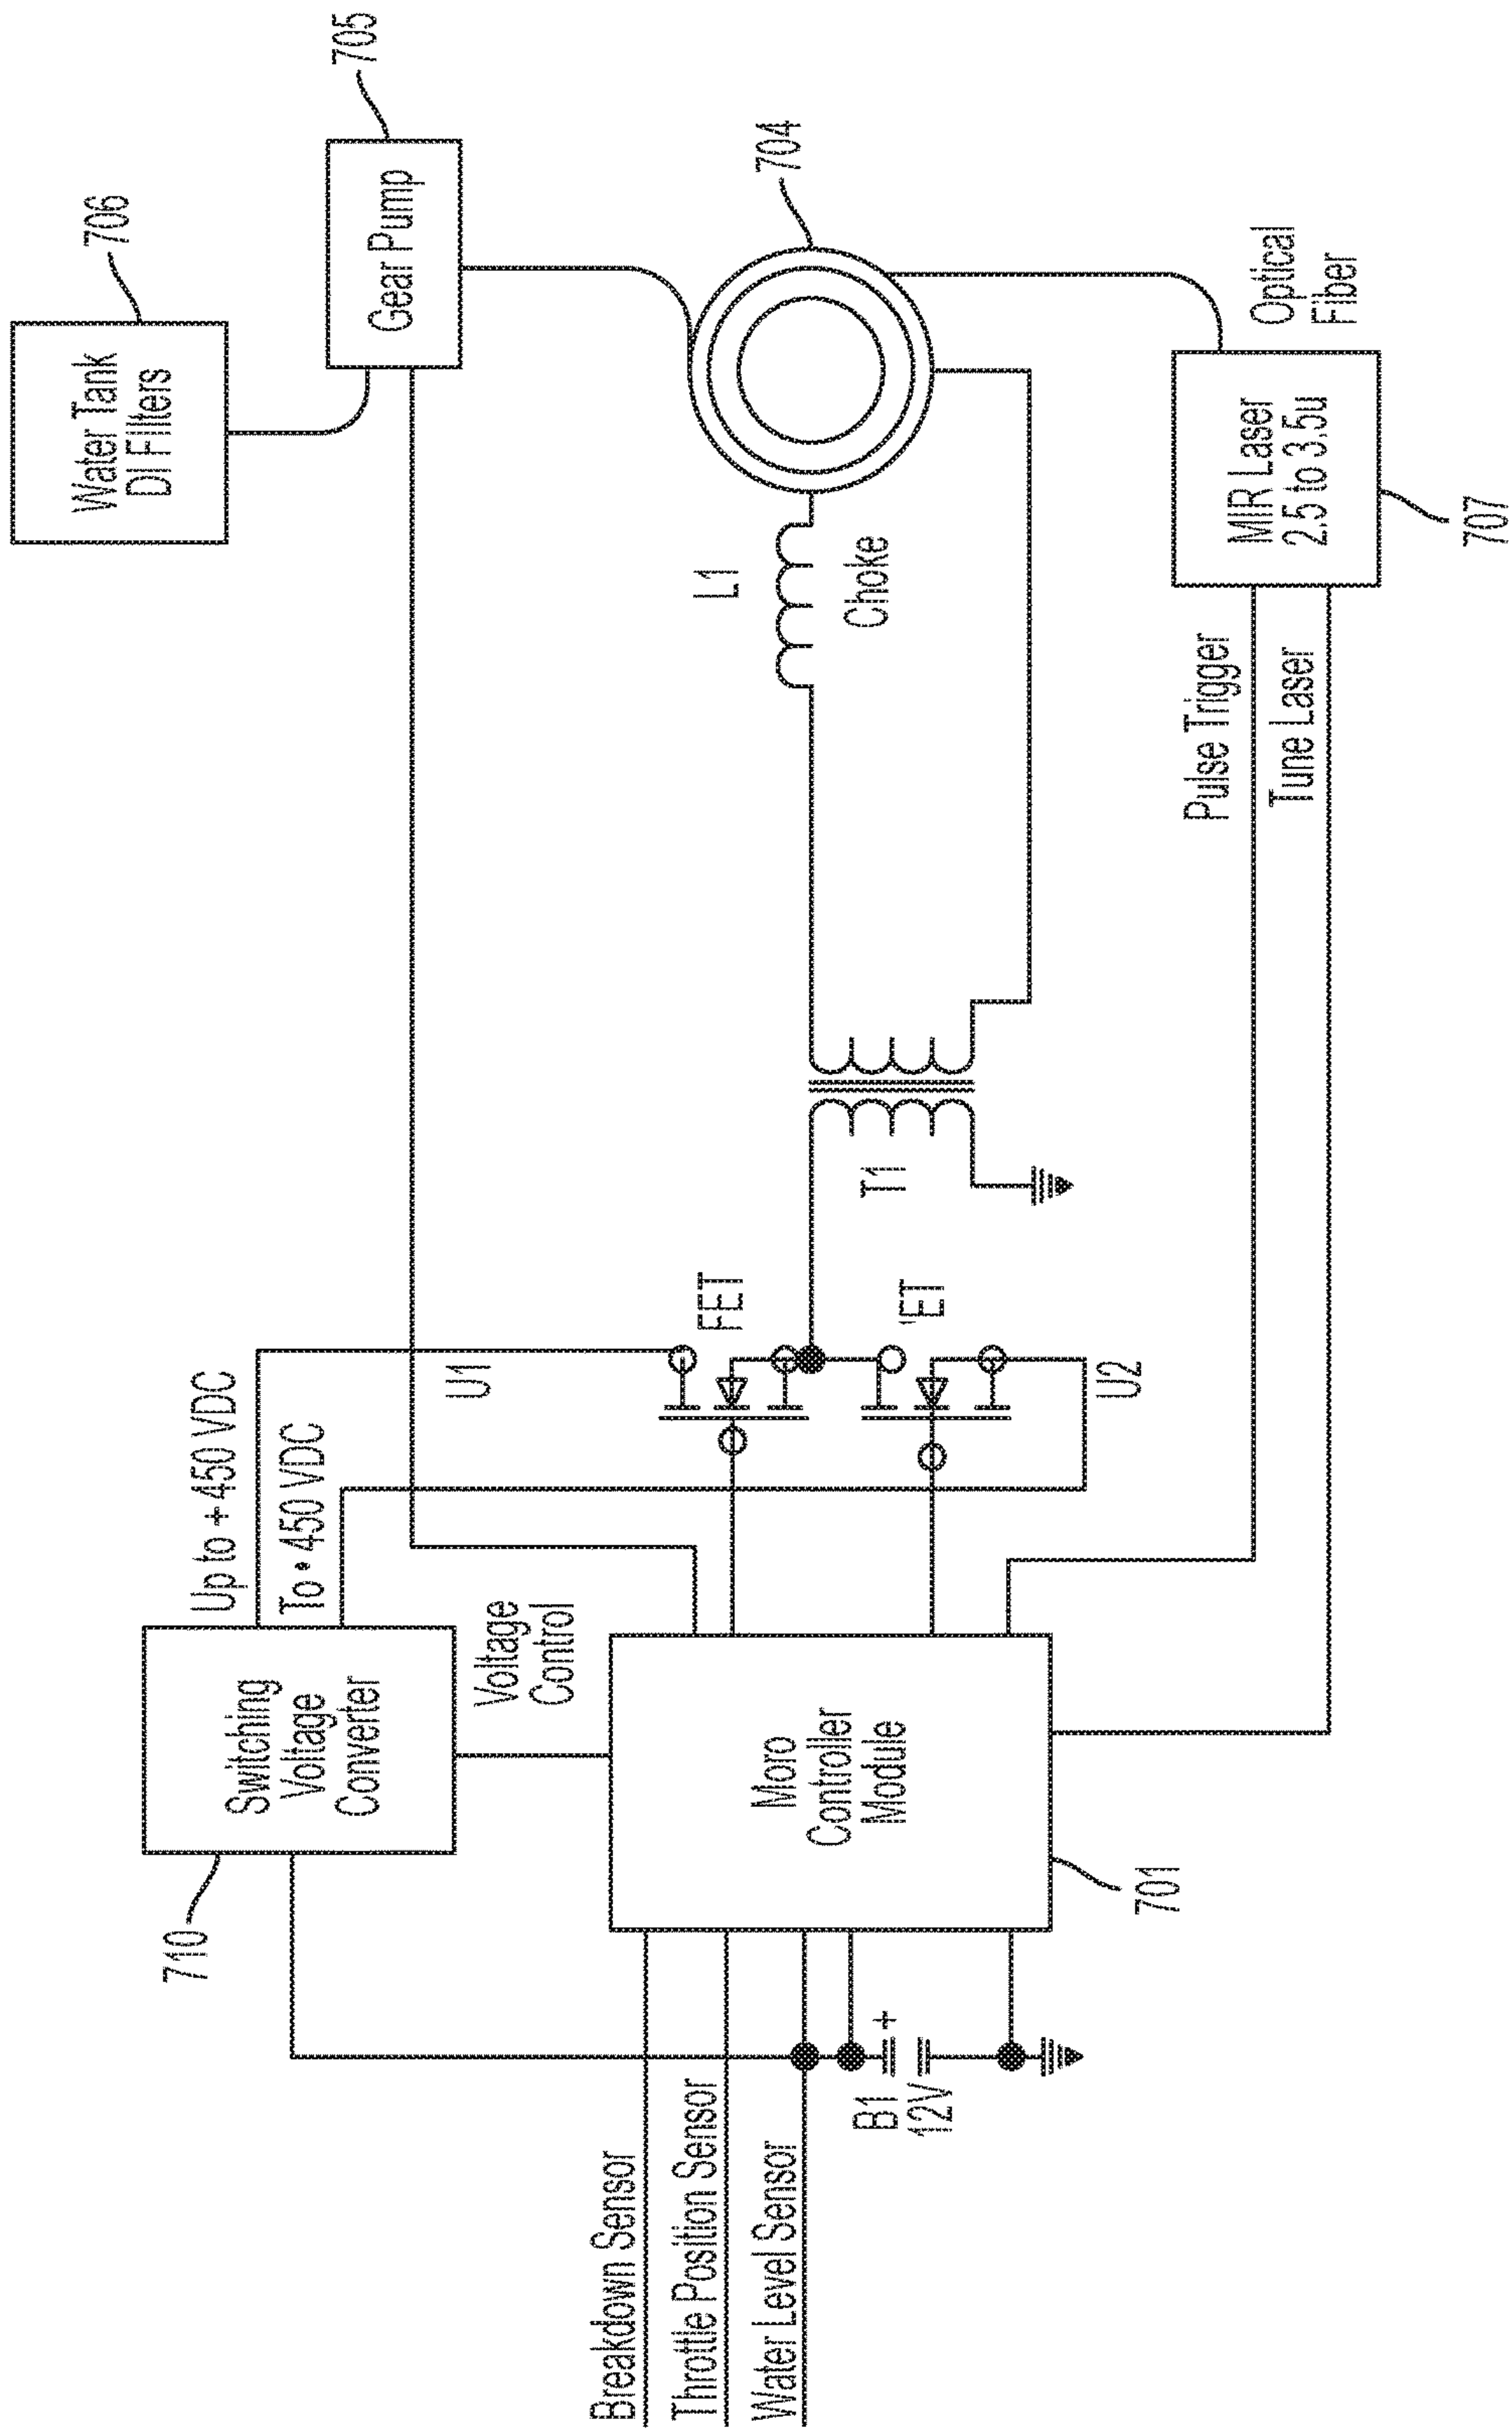 Water Tank
DI Filters
706
Gear Pump
705
704
L1
Choke
Optical
Fiber
MIR Laser
2.5 to 3.5u
707
Pulse Trigger
Tune Laser
T1
FET
'ET
U1
U2
Up to + 450 VDC
To • 450 VDC
Switching
Voltage
Converter
710
Voltage
Control
Moro
Controller
Module
701
B1 +
12V
Breakdown Sensor
Throttle Position Sensor
Water Level Sensor